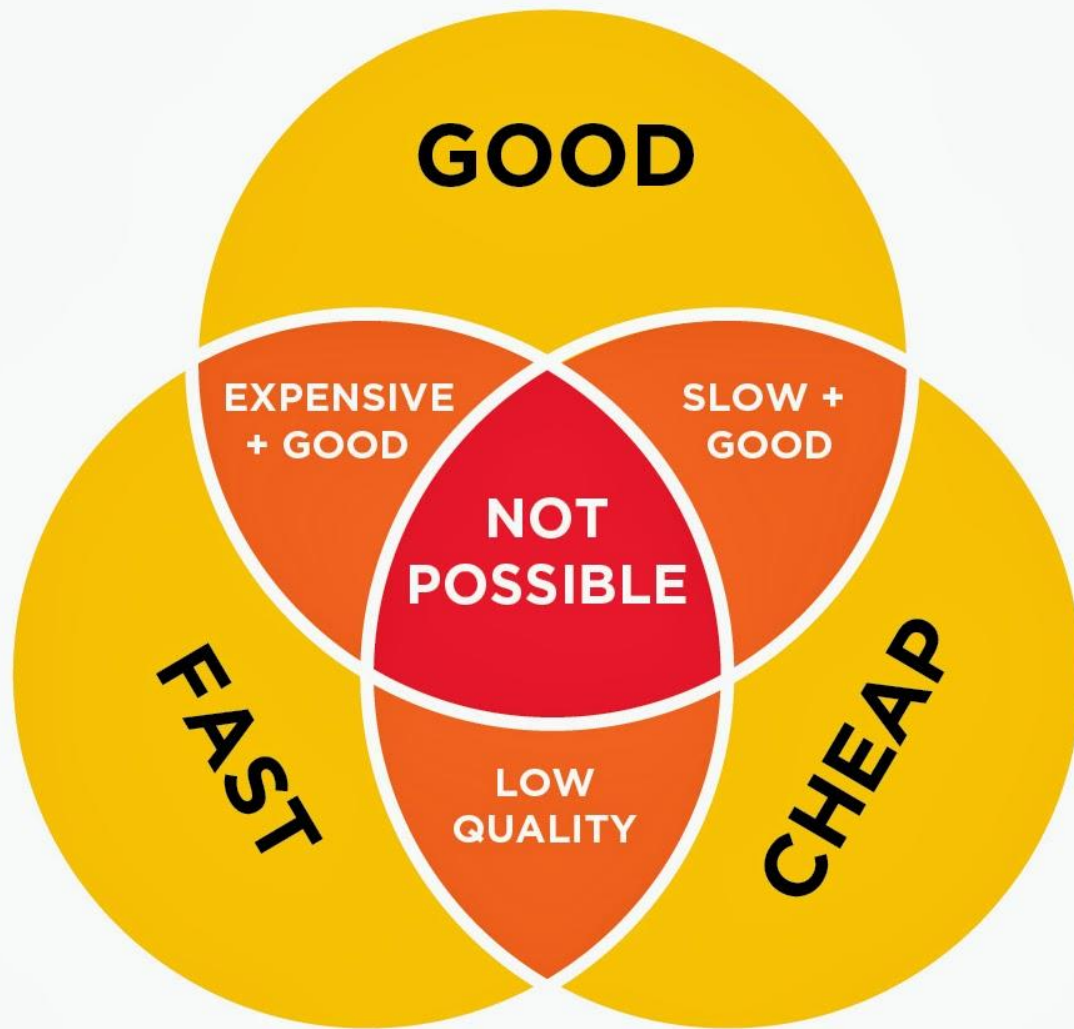 GOOD
EXPENSIVE
+ GOOD
SLOW +
GOOD
NOT
POSSIBLE
FAST
CHEAP
LOW
QUALITY